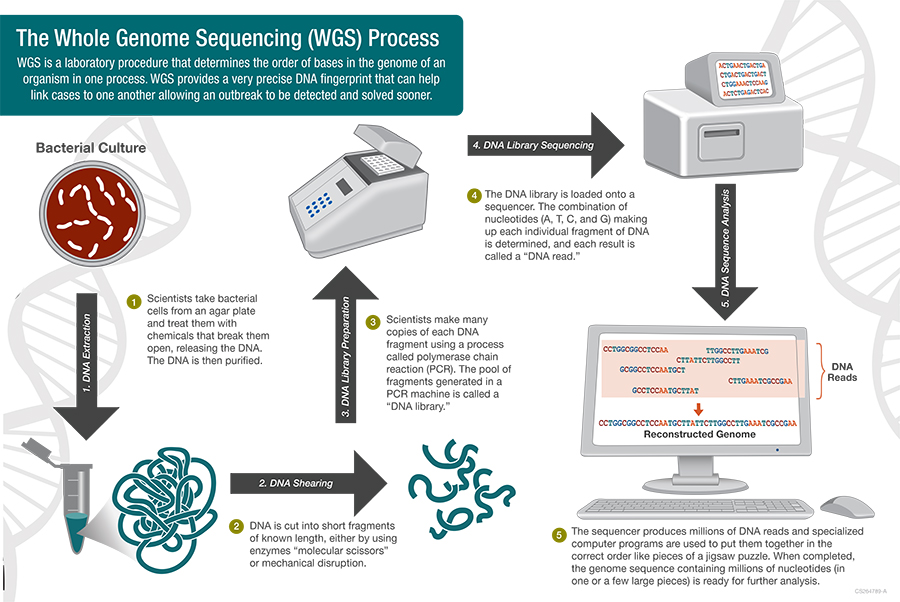 The Whole Genome Sequencing (WGS) Process
WGS is a laboratory procedure that determines the order of bases in the genome of an
organism in one process. WGS provides a very precise DNA fingerprint that can help
link cases to one another allowing an outbreak to be detected and solved sooner.
Bacterial Culture
1. DNA Extraction
1 Scientists take bacterial
cells from an agar plate
and treat them with
chemicals that break them
open, releasing the DNA.
The DNA is then purified.
2. DNA Shearing
2 DNA is cut into short fragments
of known length, either by using
enzymes “molecular scissors”
or mechanical disruption.
3. DNA Library Preparation
3 Scientists make many
copies of each DNA
fragment using a process
called polymerase chain
reaction (PCR). The pool of
fragments generated in a
PCR machine is called a
“DNA library.”
4. DNA Library Sequencing
4 The DNA library is loaded onto a
sequencer. The combination of
nucleotides (A, T, C, and G) making
up each individual fragment of DNA
is determined, and each result is
called a “DNA read.”
ACTGAACTGACTGA
CTGACTGACTGACT
CTGGAAACTCCAAG
ACTCTGAGACTGAC
5. DNA Sequence Analysis
CCTGGCGGCCTCCAA TTGGCCTTGAAATCG
CTTATTCTTGGCCTT
GCGGCCTCCAATGCT
CTTGAAATCGCCGAA
GCCTCCAATGCTTAT
DNA
Reads
CCTGGCGGCCTCCAATGCTTATTCTTGGCCTTGAAATCGCCGAA
Reconstructed Genome
5 The sequencer produces millions of DNA reads and specialized
computer programs are used to put them together in the
correct order like pieces of a jigsaw puzzle. When completed,
the genome sequence containing millions of nucleotides (in
one or a few large pieces) is ready for further analysis.
CS264789-A